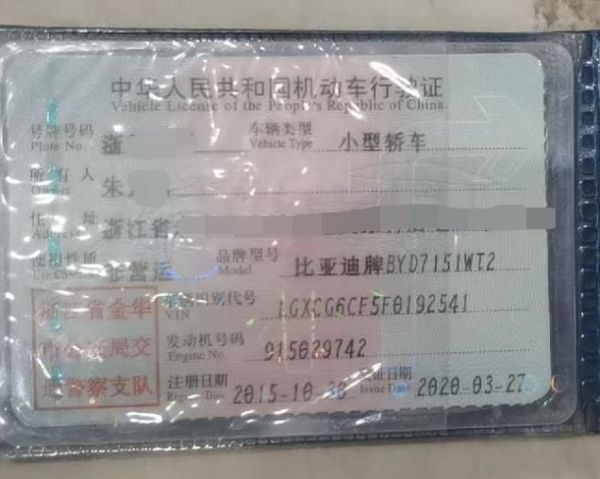 中华人民共和国机动车行驶证
Vehicle License of the People's Republic of China
号牌号码 浙 车辆类型 小型轿车
Plate No. Vehicle Type
所有人 朱
Owner
住址 浙江省
Address
使用性质 非营运 品牌型号 比亚迪牌BYD7151WT2
Use Character Model
浙江省金华 车辆识别代号 LGXCG6CF5F0192541
VIN
市公安局交 发动机号码 915029742
Engine No.
通警察支队 注册日期 2015-10-30 发证日期 2020-03-27
Register Date Issue Date